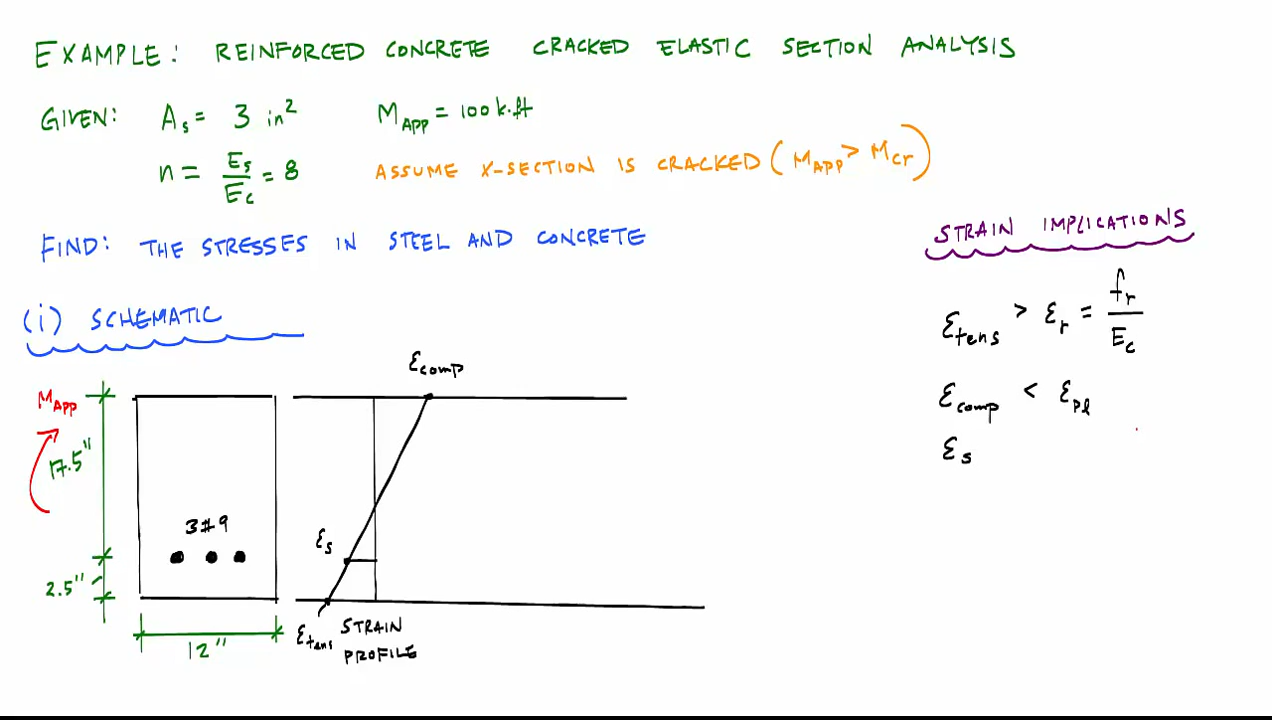 EXAMPLE: REINFORCED CONCRETE CRACKED ELASTIC SECTION ANALYSIS
GIVEN: As = 3 in² MAPP = 100 k·ft
n = Es/Ec = 8 ASSUME X-SECTION IS CRACKED (MAPP > Mcr)
FIND: THE STRESSES IN STEEL AND CONCRETE
STRAIN IMPLICATIONS
εtens > εr = fr/Ec
εcomp < εpl
εs
(i) SCHEMATIC
εcomp
MAPP
17.5"
3#9
εs
2.5"
12"
εtens
STRAIN
PROFILE